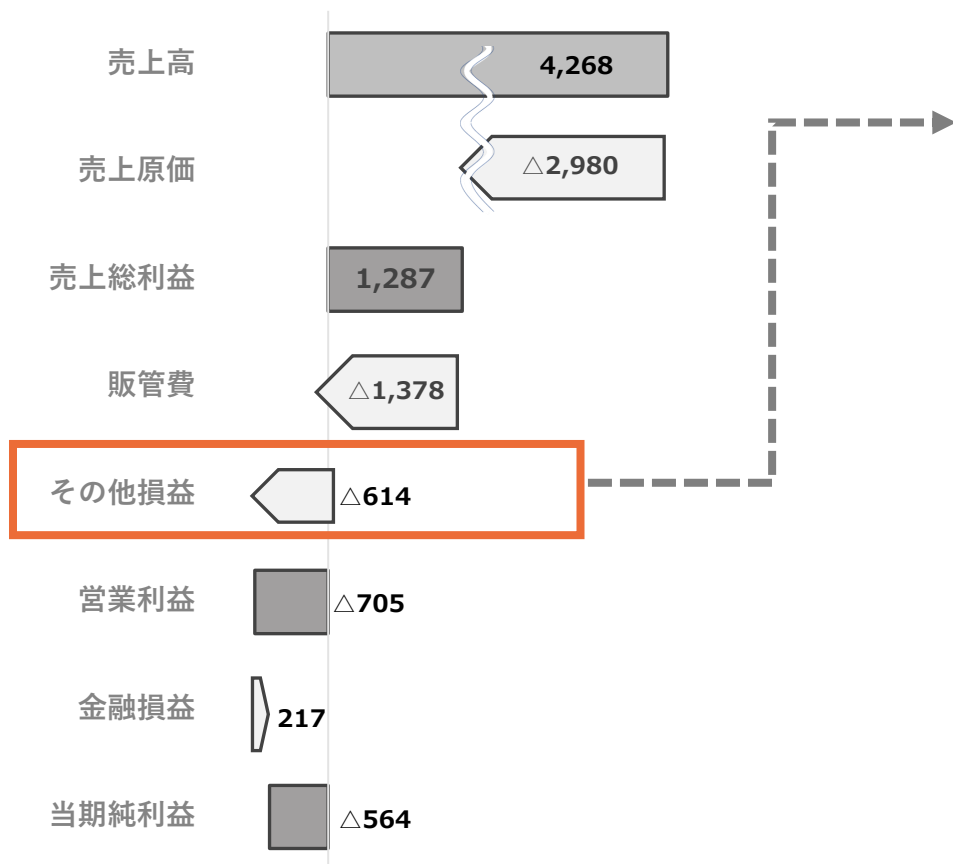 売上高 4,268
売上原価 △2,980
売上総利益 1,287
販管費 △1,378
その他損益 △614
営業利益 △705
金融損益 217
当期純利益 △564